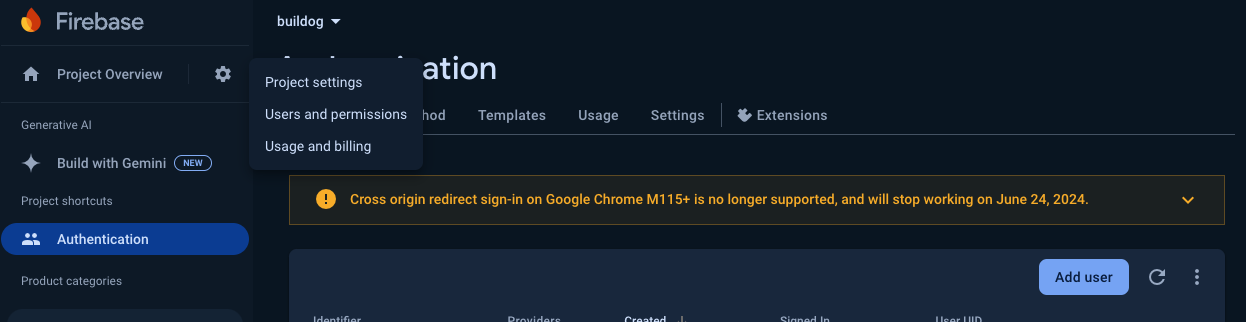 Firebase
buildog
Project Overview
ation
Project settings
Users and permissions
Usage and billing
hod
Templates
Usage
Settings
Extensions
Generative AI
Build with Gemini NEW
Project shortcuts
Authentication
Product categories
Cross origin redirect sign-in on Google Chrome M115+ is no longer supported, and will stop working on June 24, 2024.
Add user
Identifier Providers Created Signed In User UID